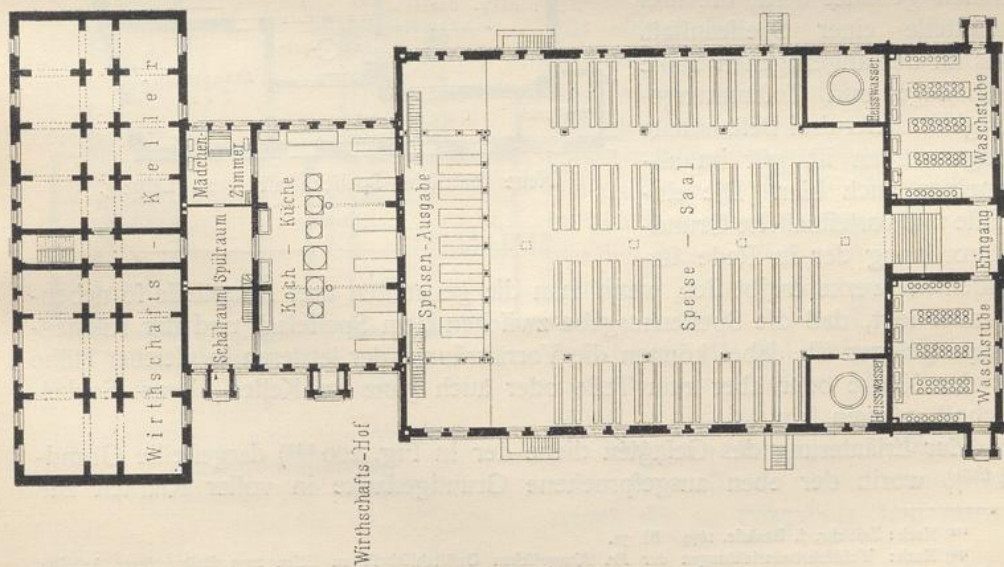 Wirthschafts - Keller
Mädchen-
Zimmer
Spülraum
Schälraum
Koch - Küche
Wirthschafts-Hof
Speisen-Ausgabe
Speise - Saal
Heisswasser
Heisswasser
Waschstube
Eingang
Waschstube